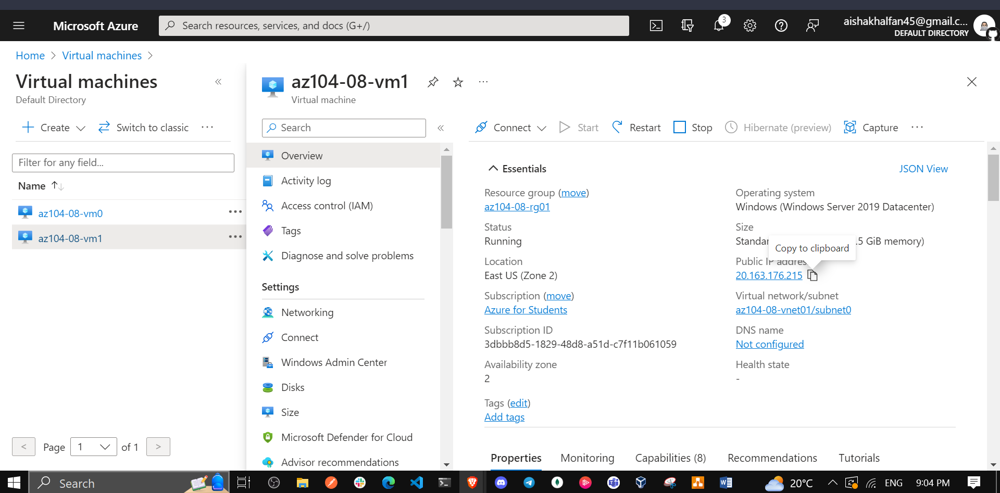 Microsoft Azure
Search resources, services, and docs (G+/)
3
aishakhalfan45@gmail.c...
DEFAULT DIRECTORY
Home > Virtual machines >
Virtual machines
Default Directory
Create
Switch to classic
Filter for any field...
Name
az104-08-vm0
az104-08-vm1
< Page 1 of 1 >
az104-08-vm1
Virtual machine
Search
Overview
Activity log
Access control (IAM)
Tags
Diagnose and solve problems
Settings
Networking
Connect
Windows Admin Center
Disks
Size
Microsoft Defender for Cloud
Advisor recommendations
Connect
Start
Restart
Stop
Hibernate (preview)
Capture
Essentials
JSON View
Resource group (move)
az104-08-rg01
Status
Running
Location
East US (Zone 2)
Subscription (move)
Azure for Students
Subscription ID
3dbbb8d5-1829-48d8-a51d-c7f11b061059
Availability zone
2
Operating system
Windows (Windows Server 2019 Datacenter)
Size
Standar .5 GiB memory)
Copy to clipboard
Public IP addres
20.163.176.215
Virtual network/subnet
az104-08-vnet01/subnet0
DNS name
Not configured
Health state
-
Tags (edit)
Add tags
Properties
Monitoring
Capabilities (8)
Recommendations
Tutorials
Search
20°C
ENG
9:04 PM